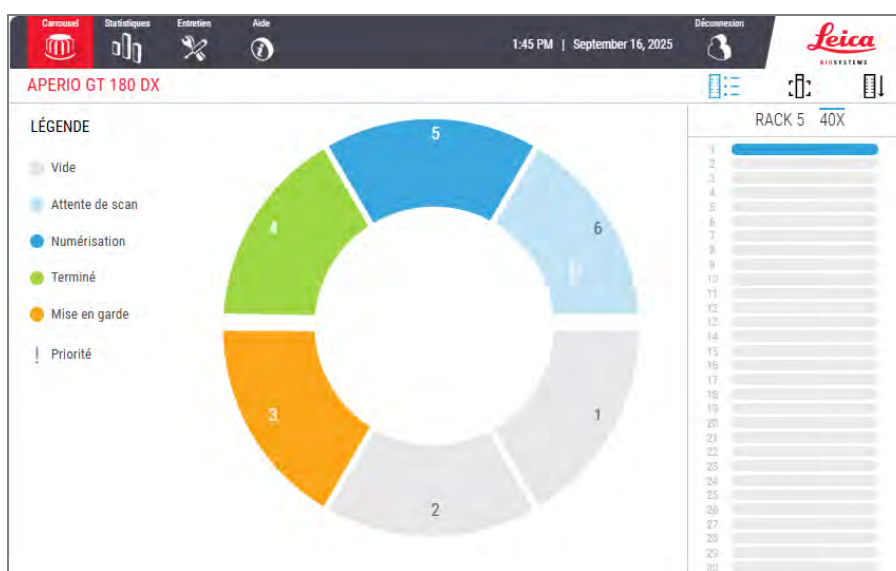 Carrousel Statistiques Entretien Aide
1:45 PM | September 16, 2025
Déconnexion
Leica
BIOSYSTEMS
APERIO GT 180 DX
LÉGENDE
Vide
Attente de scan
Numérisation
Terminé
Mise en garde
! Priorité
5
4
6
3
1
2
RACK 5 40X
1
2
3
4
5
6
7
8
9
10
11
12
13
14
15
16
17
18
19
20
21
22
23
24
25
26
27
28
29
30